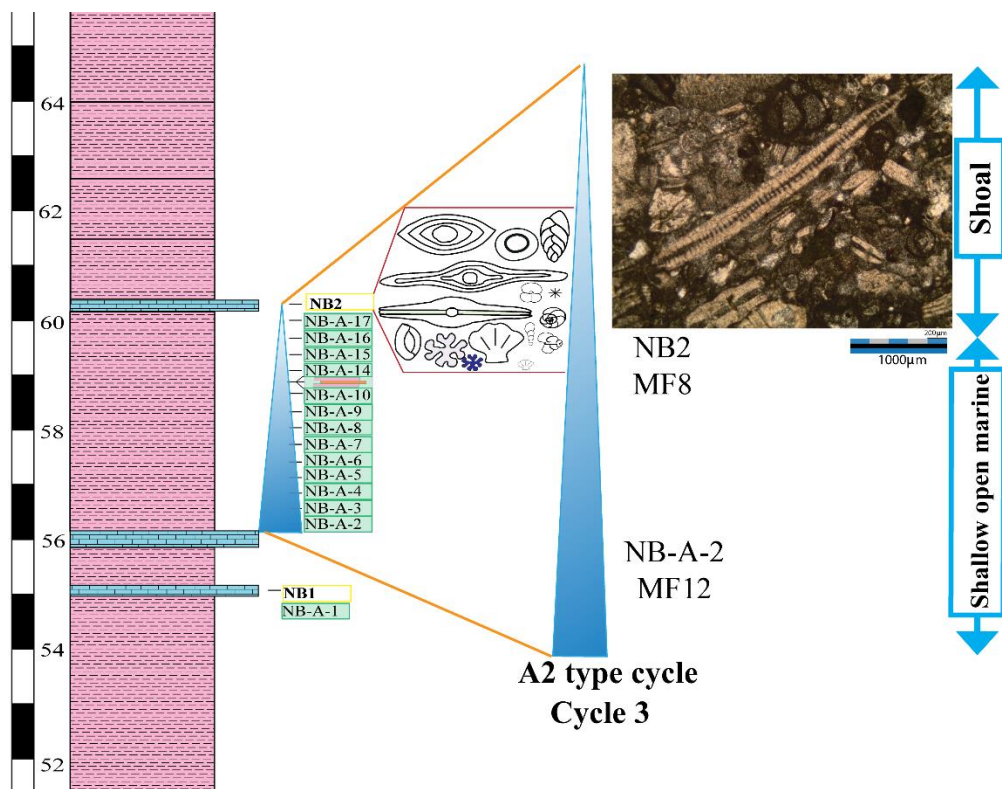 64
62
60
58
56
54
52
NB2
NB-A-17
NB-A-16
NB-A-15
NB-A-14
NB-A-10
NB-A-9
NB-A-8
NB-A-7
NB-A-6
NB-A-5
NB-A-4
NB-A-3
NB-A-2
NB1
NB-A-1
A2 type cycle
Cycle 3
200µm
1000µm
NB2
MF8
NB-A-2
MF12
Shoal
Shallow open marine